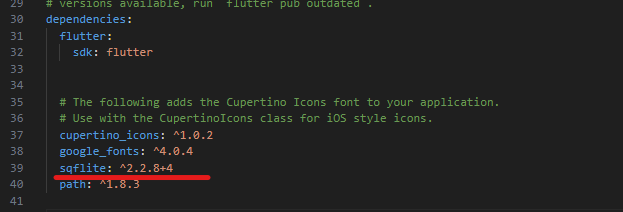 29 # versions available, run `flutter pub outdated`.
30 dependencies:
31 flutter:
32 sdk: flutter
33
34
35 # The following adds the Cupertino Icons font to your application.
36 # Use with the CupertinoIcons class for iOS style icons.
37 cupertino_icons: ^1.0.2
38 google_fonts: ^4.0.4
39 sqflite: ^2.2.8+4
40 path: ^1.8.3
41